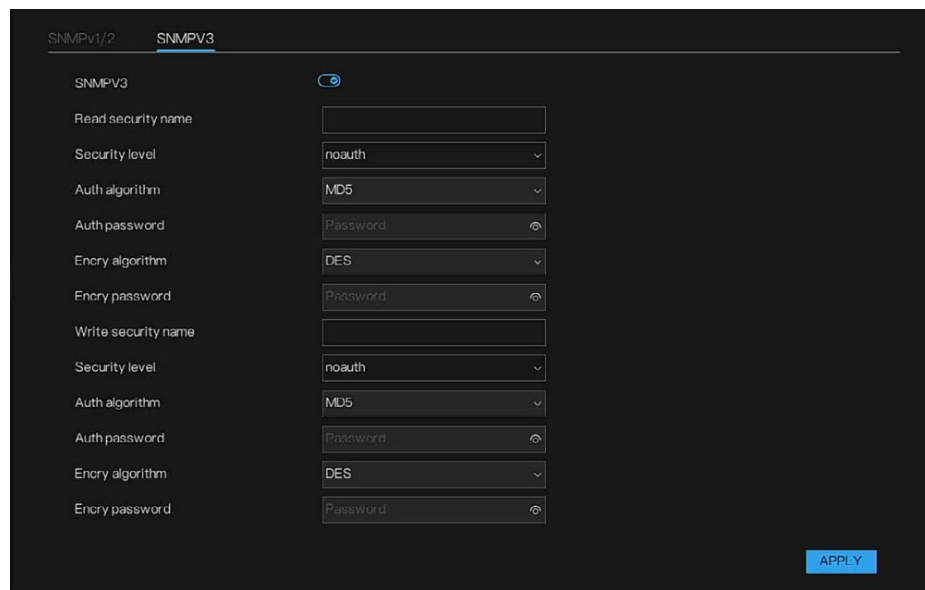 SNMPv1/2 SNMPV3
SNMPV3
Read security name
Security level noauth
Auth algorithm MD5
Auth password Password
Encry algorithm DES
Encry password Password
Write security name
Security level noauth
Auth algorithm MD5
Auth password Password
Encry algorithm DES
Encry password Password
APPLY